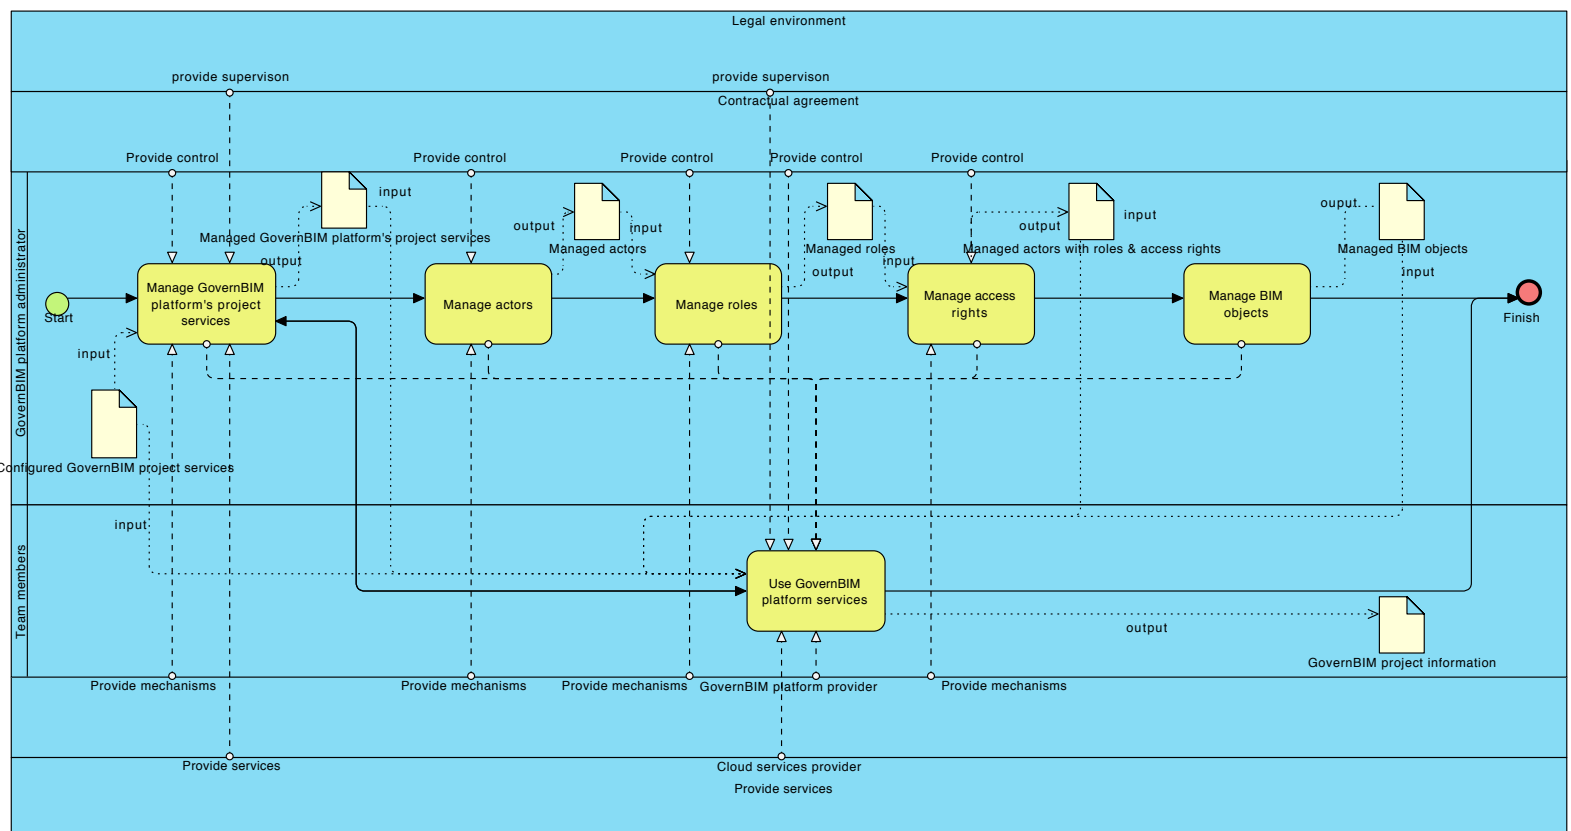 Legal environment
provide supervison
provide supervison
Contractual agreement
Provide control
Provide control
Provide control
Provide control
Provide control
input
output
input
output
input
ouput
Managed GovernBIM platform's project services
Managed actors
Managed roles
Managed actors with roles & access rights
Managed BIM objects
output
output
input
input
input
GovernBIM platform administrator
Start
Manage GovernBIM
platform's project
services
Manage actors
Manage roles
Manage access
rights
Manage BIM
objects
Finish
input
Configured GovernBIM project services
input
Team members
Use GovernBIM
platform services
output
GovernBIM project information
Provide mechanisms
Provide mechanisms
Provide mechanisms
GovernBIM platform provider
Provide mechanisms
Provide services
Cloud services provider
Provide services